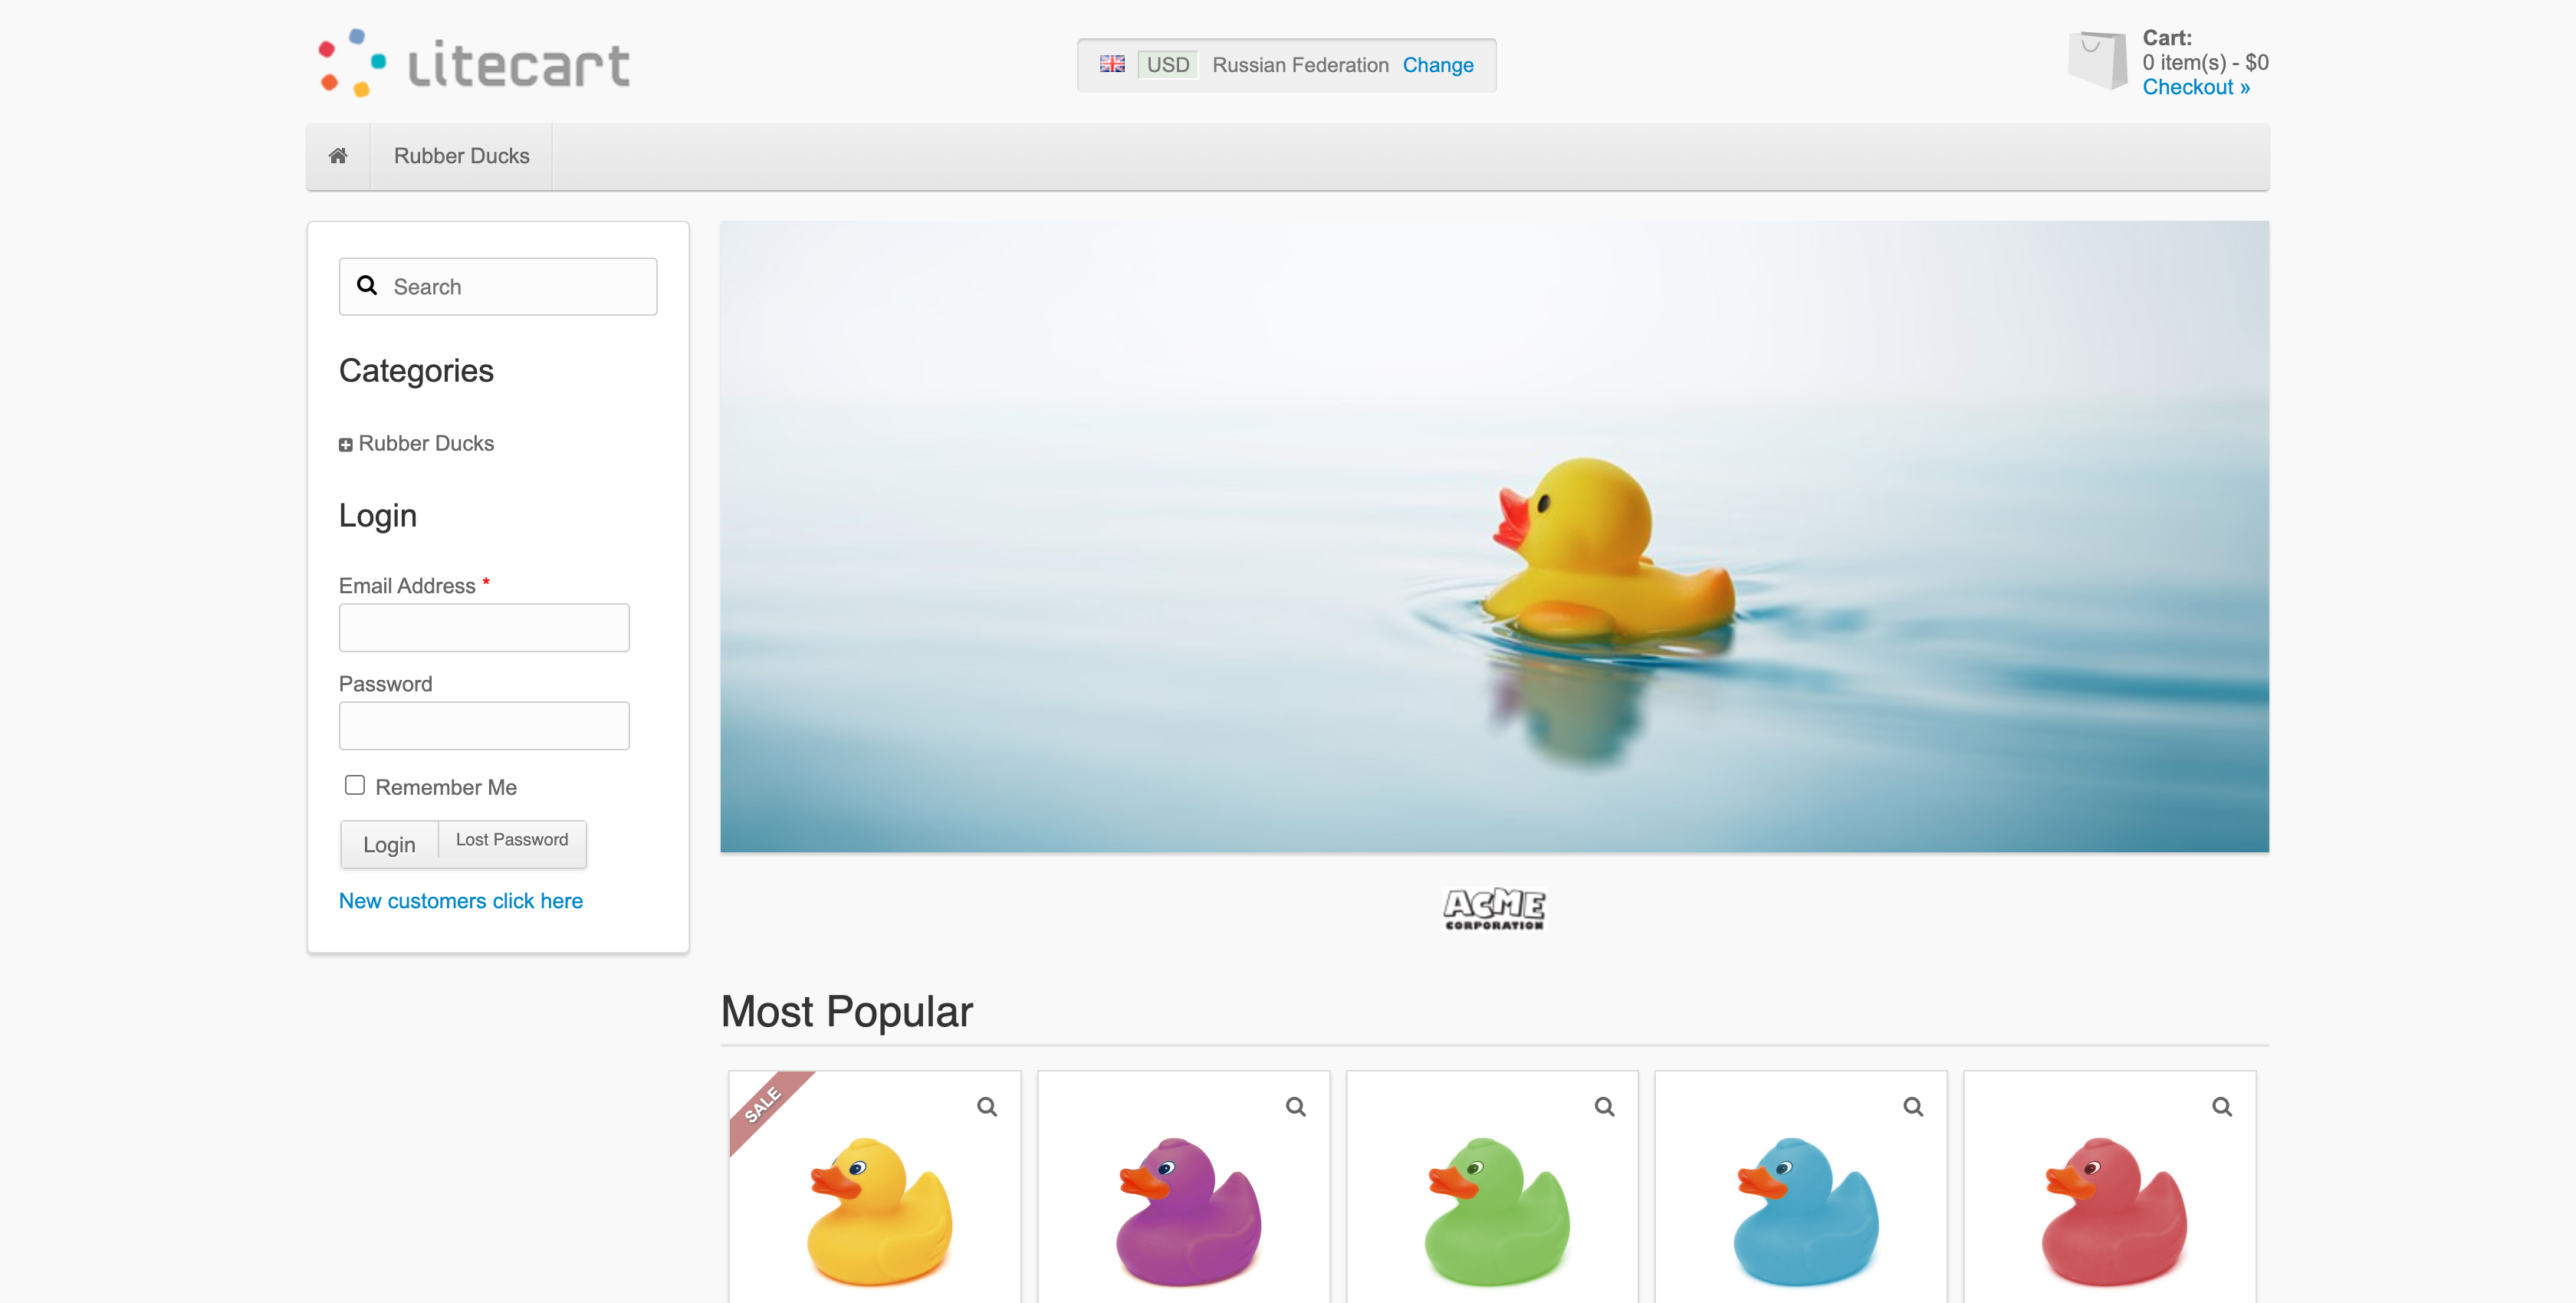 Litecart
USD Russian Federation Change
Cart:
0 item(s) - $0
Checkout »
Rubber Ducks
Search
Categories
Rubber Ducks
Login
Email Address *
Password
Remember Me
Login Lost Password
New customers click here
ACME
CORPORATION
Most Popular
SALE